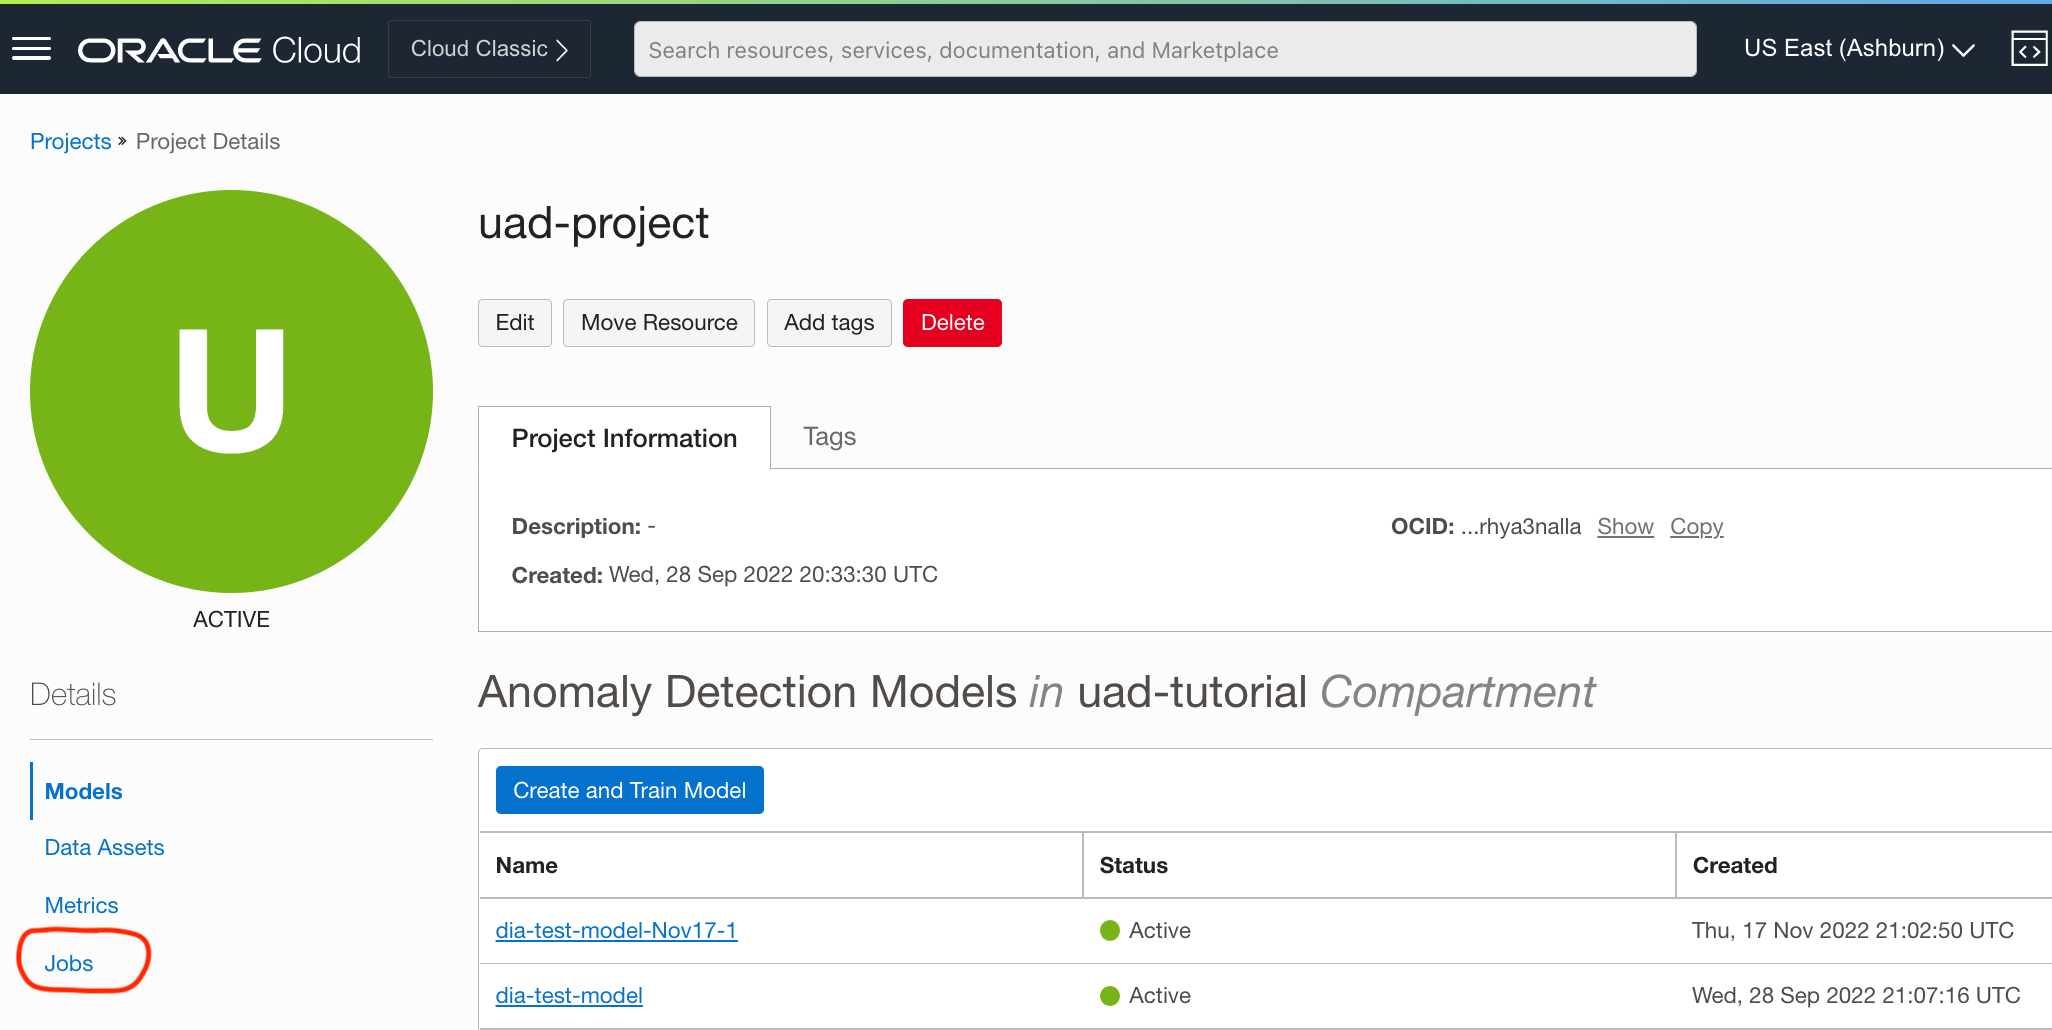 ORACLE Cloud
Cloud Classic
Search resources, services, documentation, and Marketplace
US East (Ashburn)
Projects » Project Details
U
ACTIVE
uad-project
Edit
Move Resource
Add tags
Delete
Project Information
Tags
Description: -
OCID: ...rhya3nalla Show Copy
Created: Wed, 28 Sep 2022 20:33:30 UTC
Details
Models
Data Assets
Metrics
Jobs
Anomaly Detection Models in uad-tutorial Compartment
Create and Train Model
Name Status Created
dia-test-model-Nov17-1 Active Thu, 17 Nov 2022 21:02:50 UTC
dia-test-model Active Wed, 28 Sep 2022 21:07:16 UTC